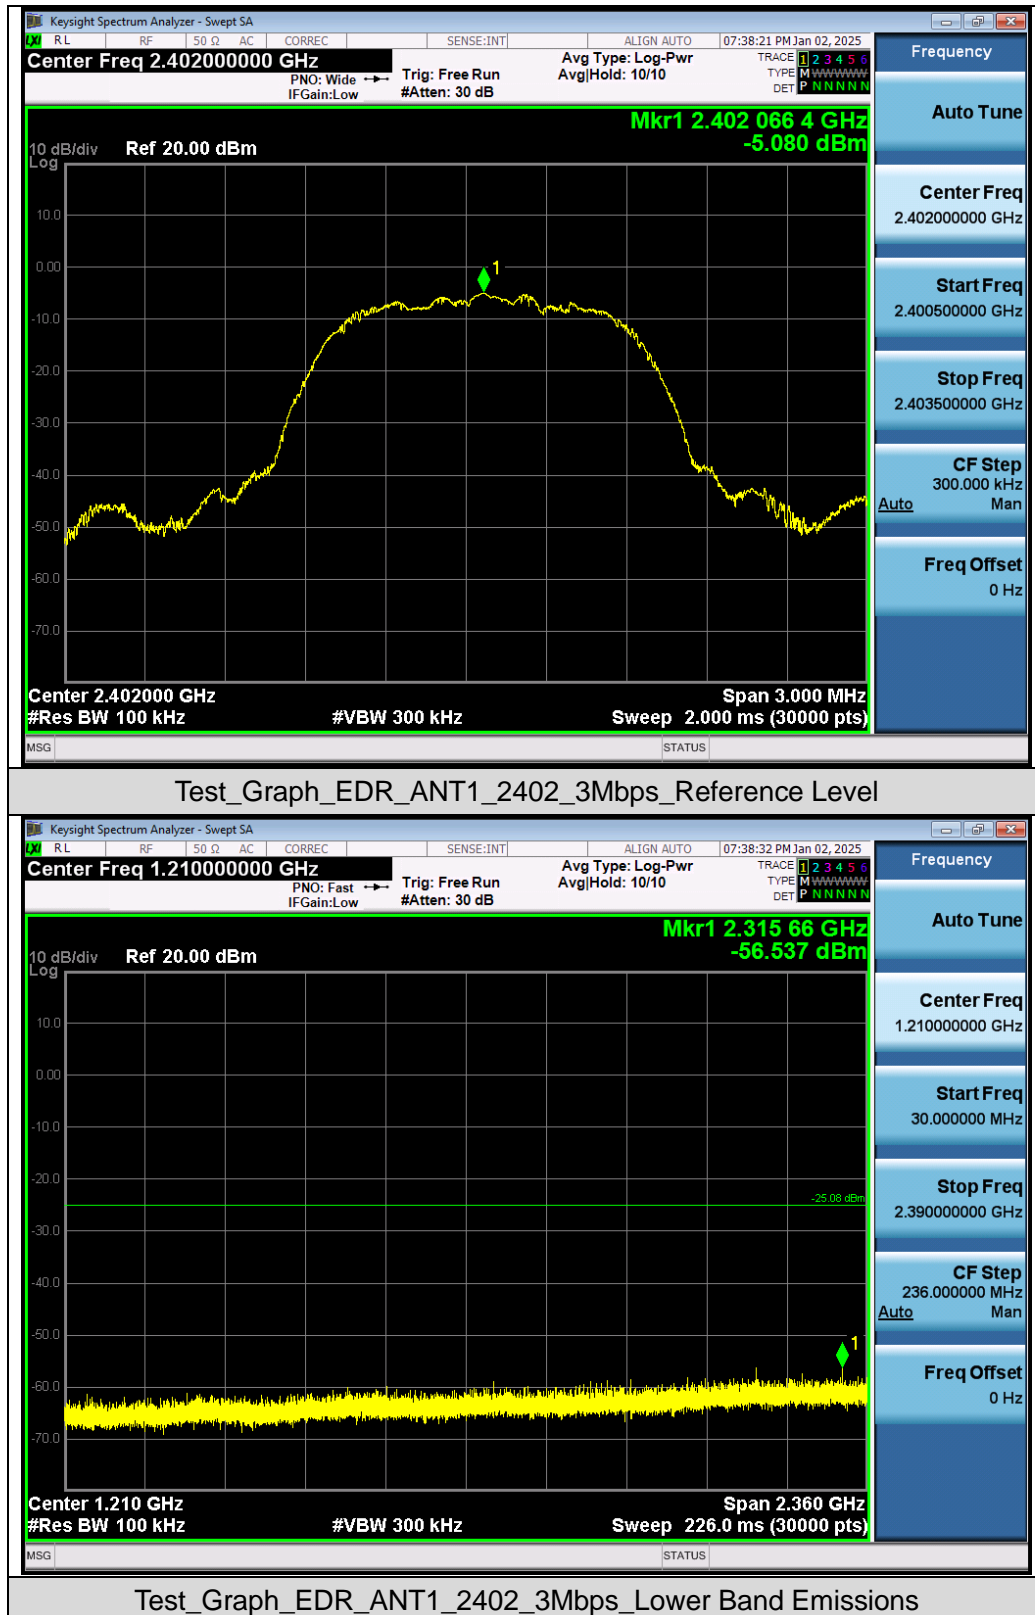 Keysight Spectrum Analyzer - Swept SA
LXI RL RF 50 Ω AC CORREC SENSE:INT ALIGN AUTO 07:38:21 PM Jan 02, 2025
Center Freq 2.402000000 GHz
PNO: Wide
IFGain:Low
Trig: Free Run
#Atten: 30 dB
Avg Type: Log-Pwr
Avg|Hold: 10/10
TRACE 1 2 3 4 5 6
TYPE M WWWWW
DET P N N N N N
Mkr1 2.402 066 4 GHz
-5.080 dBm
10 dB/div Ref 20.00 dBm
Log
10.0
0.00
-10.0
-20.0
-30.0
-40.0
-50.0
-60.0
-70.0
1
Center 2.402000 GHz Span 3.000 MHz
#Res BW 100 kHz #VBW 300 kHz Sweep 2.000 ms (30000 pts)
MSG STATUS
Frequency
Auto Tune
Center Freq
2.402000000 GHz
Start Freq
2.400500000 GHz
Stop Freq
2.403500000 GHz
CF Step
300.000 kHz
Auto Man
Freq Offset
0 Hz
Test_Graph_EDR_ANT1_2402_3Mbps_Reference Level
Keysight Spectrum Analyzer - Swept SA
LXI RL RF 50 Ω AC CORREC SENSE:INT ALIGN AUTO 07:38:32 PM Jan 02, 2025
Center Freq 1.210000000 GHz
PNO: Fast
IFGain:Low
Trig: Free Run
#Atten: 30 dB
Avg Type: Log-Pwr
Avg|Hold: 10/10
TRACE 1 2 3 4 5 6
TYPE M WWWWW
DET P N N N N N
Mkr1 2.315 66 GHz
-56.537 dBm
10 dB/div Ref 20.00 dBm
Log
10.0
0.00
-10.0
-20.0
-30.0
-40.0
-50.0
-60.0
-70.0
-25.08 dBm
1
Center 1.210 GHz Span 2.360 GHz
#Res BW 100 kHz #VBW 300 kHz Sweep 226.0 ms (30000 pts)
MSG STATUS
Frequency
Auto Tune
Center Freq
1.210000000 GHz
Start Freq
30.000000 MHz
Stop Freq
2.390000000 GHz
CF Step
236.000000 MHz
Auto Man
Freq Offset
0 Hz
Test_Graph_EDR_ANT1_2402_3Mbps_Lower Band Emissions